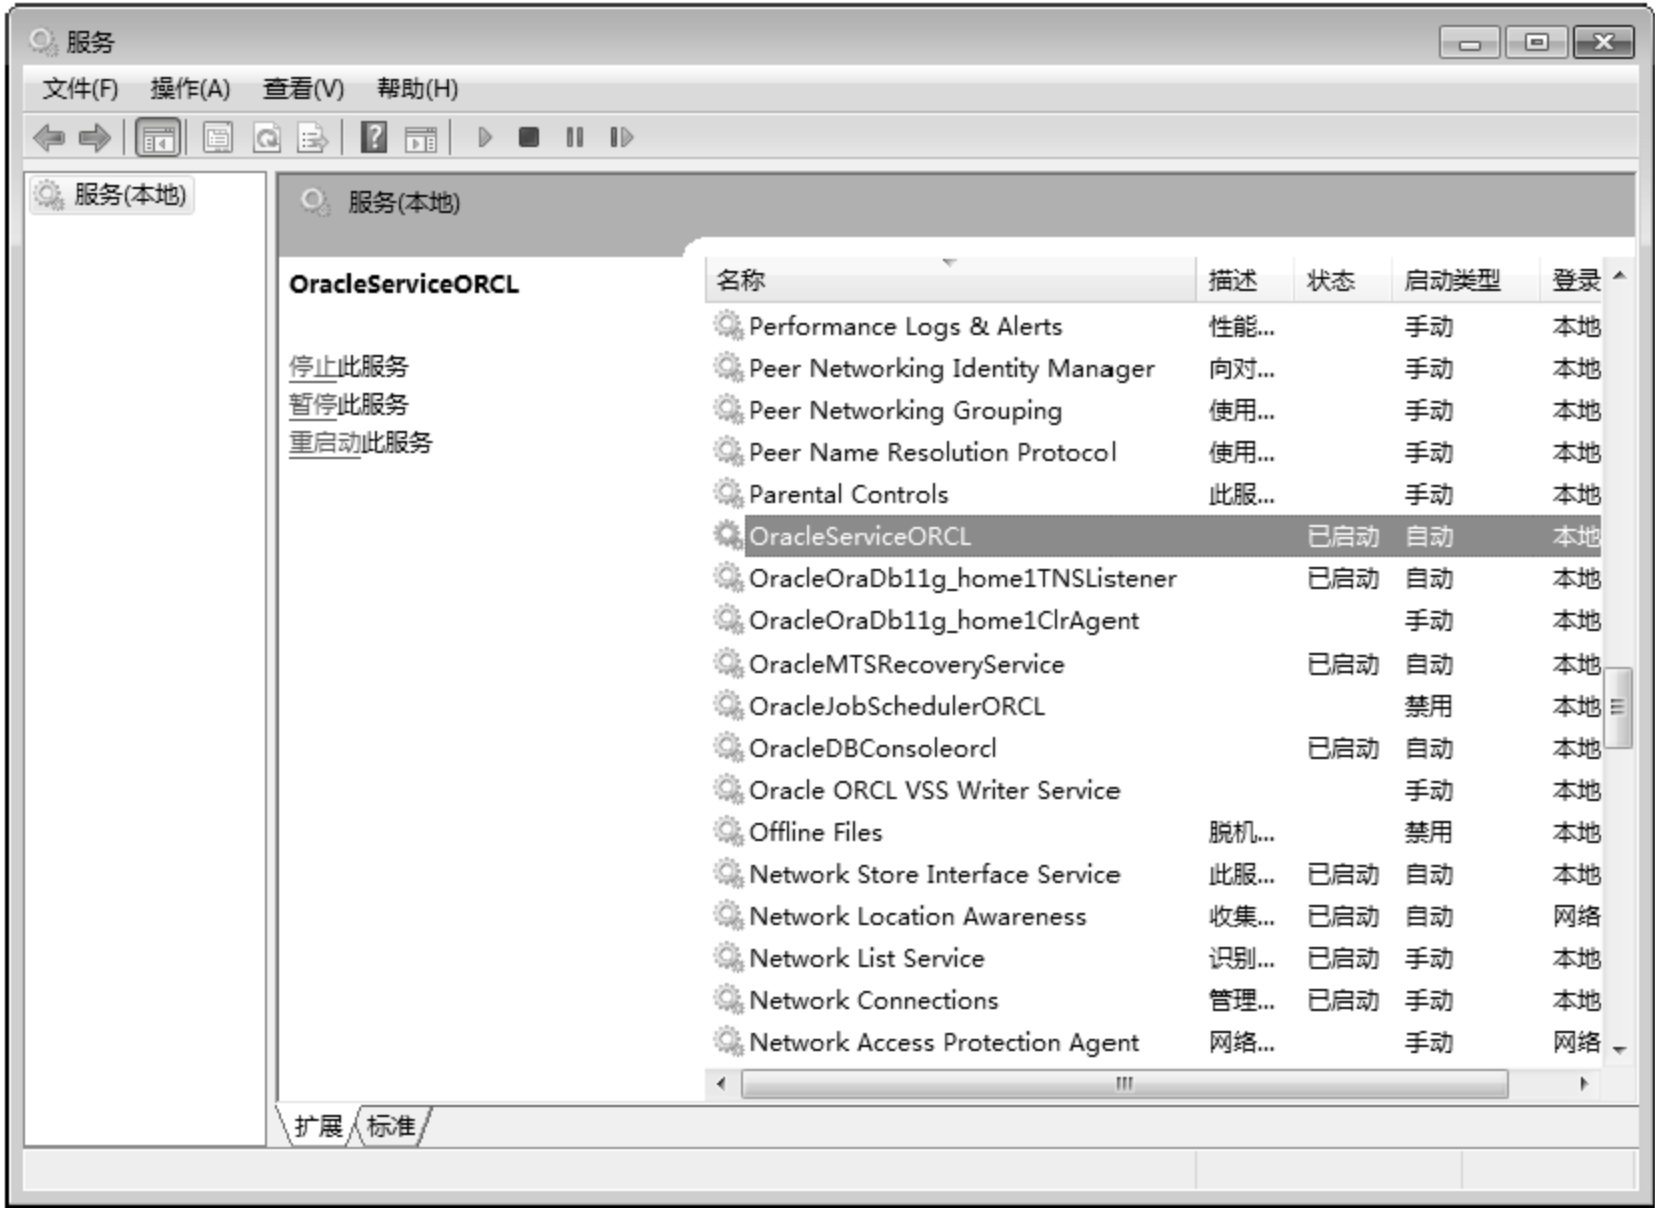 服务
文件(F) 操作(A) 查看(V) 帮助(H)
服务(本地)
服务(本地)
OracleServiceORCL
停止此服务
暂停此服务
重启动此服务
名称 描述 状态 启动类型 登录
Performance Logs & Alerts 性能... 手动 本地
Peer Networking Identity Manager 向对... 手动 本地
Peer Networking Grouping 使用... 手动 本地
Peer Name Resolution Protocol 使用... 手动 本地
Parental Controls 此服... 手动 本地
OracleServiceORCL 已启动 自动 本地
OracleOraDb11g_home1TNSListener 已启动 自动 本地
OracleOraDb11g_home1ClrAgent 手动 本地
OracleMTSRecoveryService 已启动 自动 本地
OracleJobSchedulerORCL 禁用 本地
OracleDBConsoleorcl 已启动 自动 本地
Oracle ORCL VSS Writer Service 手动 本地
Offline Files 脱机... 禁用 本地
Network Store Interface Service 此服... 已启动 自动 本地
Network Location Awareness 收集... 已启动 自动 网络
Network List Service 识别... 已启动 手动 本地
Network Connections 管理... 已启动 手动 本地
Network Access Protection Agent 网络... 手动 网络
扩展 标准